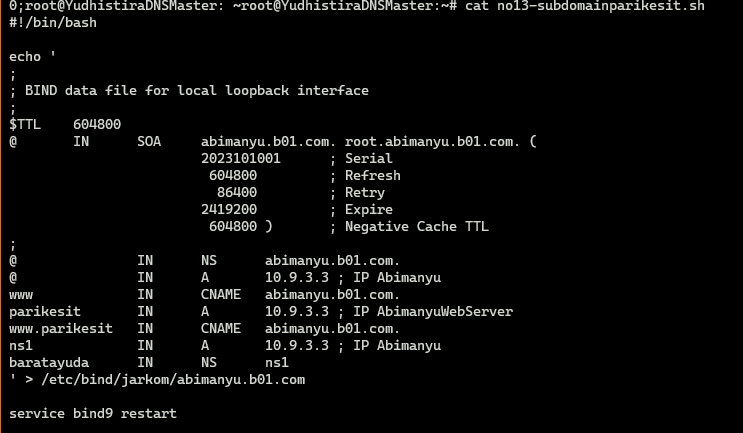 0;root@YudhistiraDNSMaster: ~root@YudhistiraDNSMaster:~# cat no13-subdomainparikesit.sh
#!/bin/bash

echo '
;
; BIND data file for local loopback interface
;
$TTL    604800
@       IN      SOA     abimanyu.b01.com. root.abimanyu.b01.com. (
                        2023101001      ; Serial
                         604800         ; Refresh
                          86400         ; Retry
                        2419200         ; Expire
                         604800 )       ; Negative Cache TTL
;
@               IN      NS      abimanyu.b01.com.
@               IN      A       10.9.3.3 ; IP Abimanyu
www             IN      CNAME   abimanyu.b01.com.
parikesit       IN      A       10.9.3.3 ; IP AbimanyuWebServer
www.parikesit   IN      CNAME   abimanyu.b01.com.
ns1             IN      A       10.9.3.3 ; IP Abimanyu
baratayuda      IN      NS      ns1
' > /etc/bind/jarkom/abimanyu.b01.com

service bind9 restart